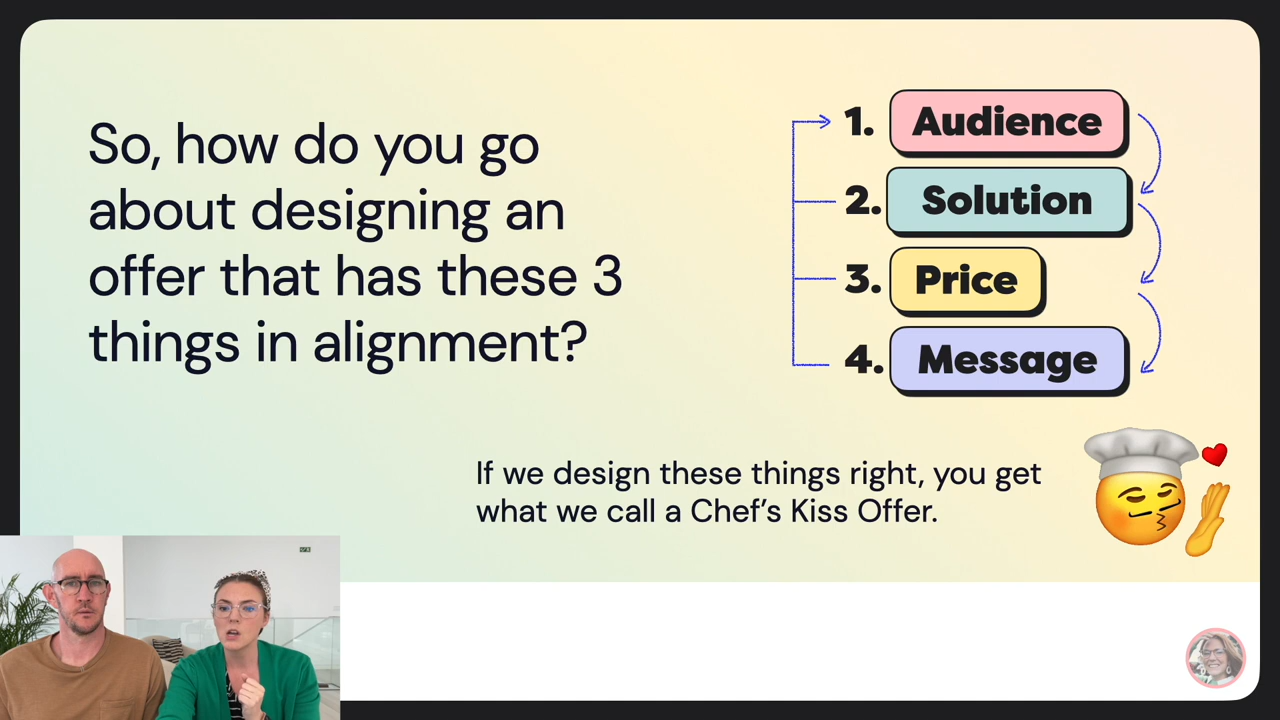 So, how do you go
about designing an
offer that has these 3
things in alignment?
1. Audience
2. Solution
3. Price
4. Message
If we design these things right, you get
what we call a Chef's Kiss Offer.